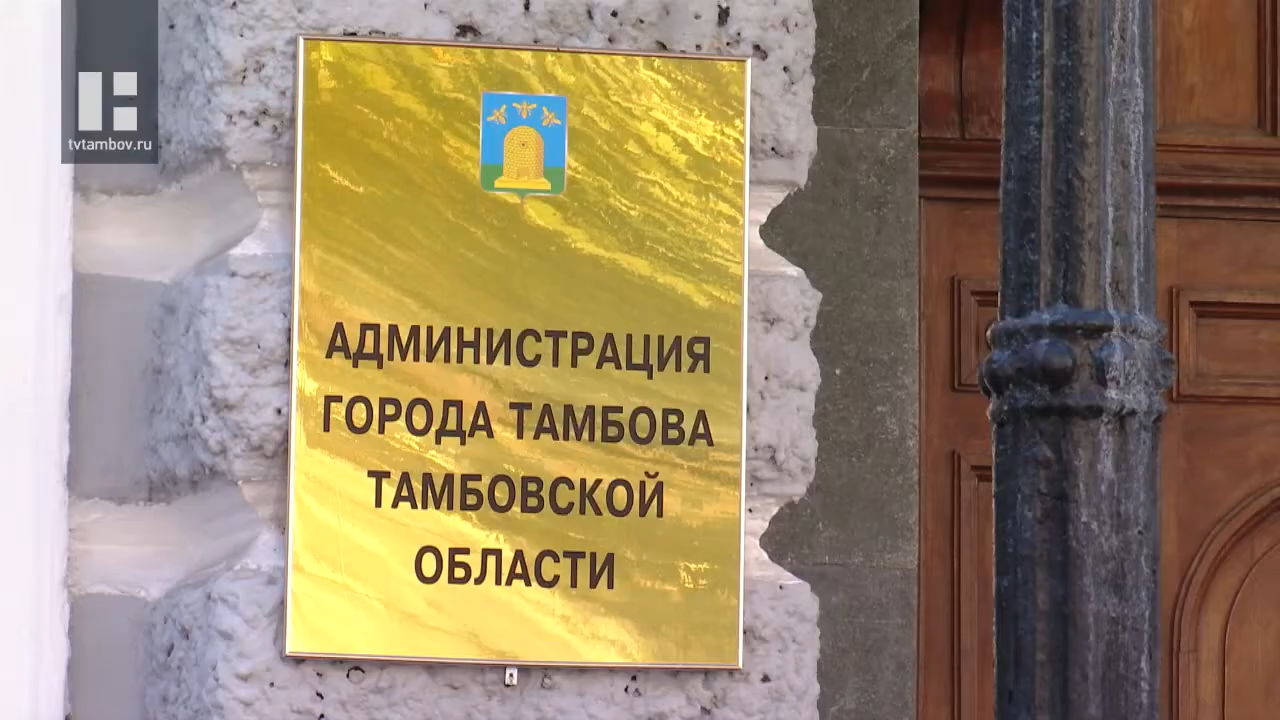 tvtambov.ru
АДМИНИСТРАЦИЯ
ГОРОДА ТАМБОВА
ТАМБОВСКОЙ
ОБЛАСТИ